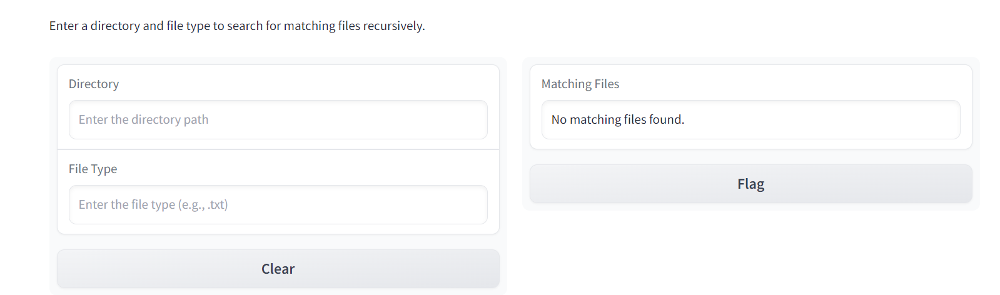 Enter a directory and file type to search for matching files recursively.
Directory
Enter the directory path
File Type
Enter the file type (e.g., .txt)
Clear
Matching Files
No matching files found.
Flag